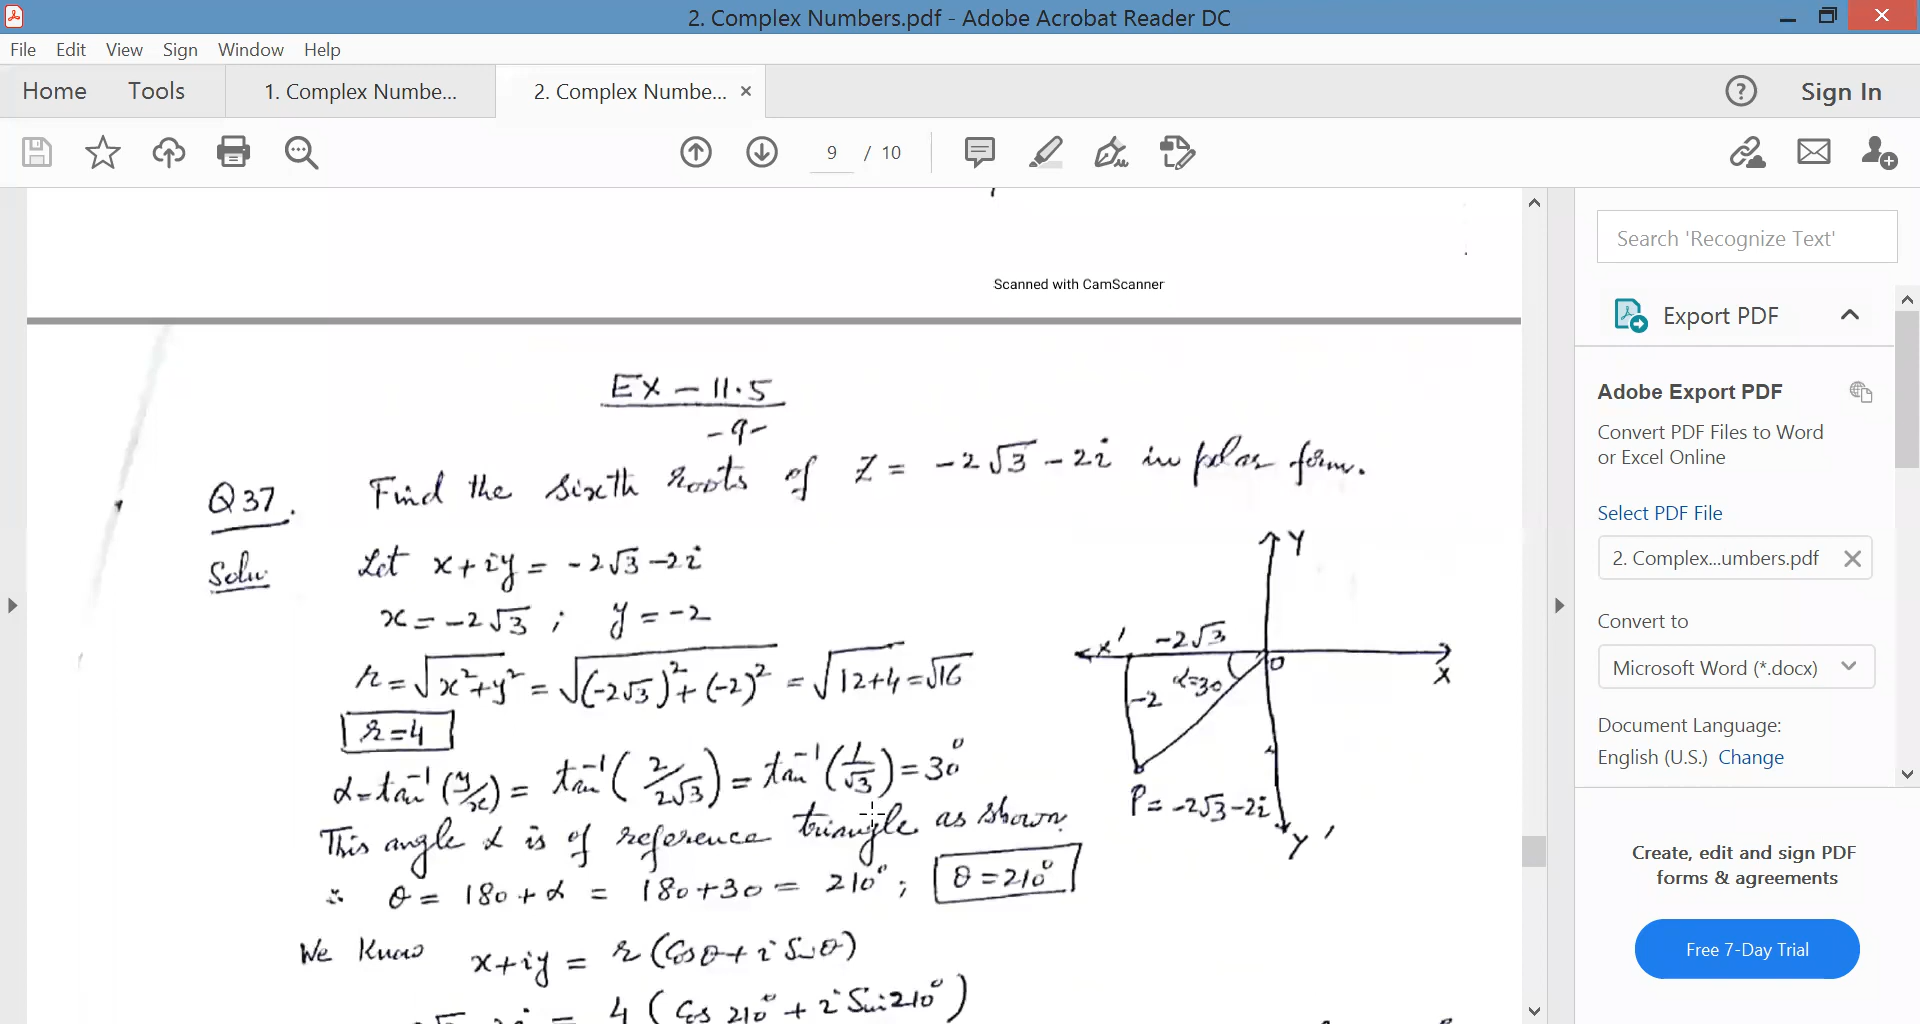 2. Complex Numbers.pdf - Adobe Acrobat Reader DC
File Edit View Sign Window Help
Home Tools 1. Complex Numbe... 2. Complex Numbe... × ? Sign In
9 / 10
Scanned with CamScanner
EX - 11.5
-9-
Q37. Find the sixth roots of Z = -2√3 - 2i in polar form.
Soln Let x + iy = -2√3 - 2i
x = -2√3 ; y = -2
r = √x²+y² = √(-2√3)² + (-2)² = √12+4 = √16
r = 4
α = tan⁻¹(y/x) = tan⁻¹(2/2√3) = tan⁻¹(1/√3) = 30°
This angle α is of reference triangle as shown.
∴ θ = 180 + α = 180 + 30 = 210° ; θ = 210°
We Know x + iy = r (Cosθ + i Sinθ)
= 4 (Cos 210° + i Sin 210°)
Y
X' -2√3 O X
-2 α=30
P = -2√3 - 2i
Y'
Search 'Recognize Text'
Export PDF
Adobe Export PDF
Convert PDF Files to Word
or Excel Online
Select PDF File
2. Complex...umbers.pdf
Convert to
Microsoft Word (*.docx)
Document Language:
English (U.S.) Change
Create, edit and sign PDF
forms & agreements
Free 7-Day Trial